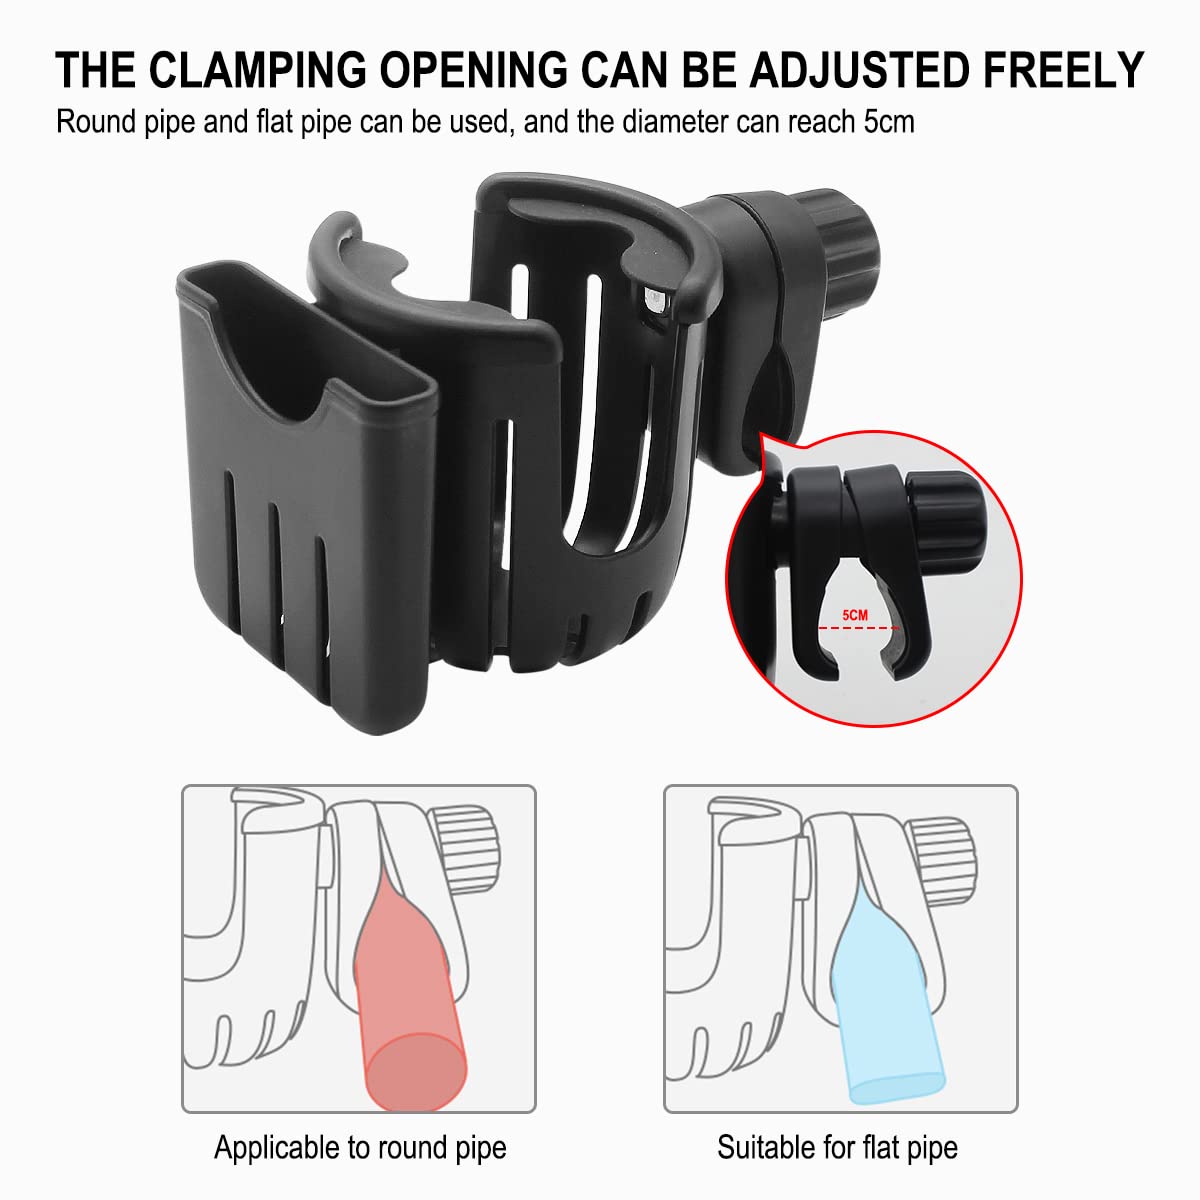 THE CLAMPING OPENING CAN BE ADJUSTED FREELY
Round pipe and flat pipe can be used, and the diameter can reach 5cm
5CM
Applicable to round pipe
Suitable for flat pipe